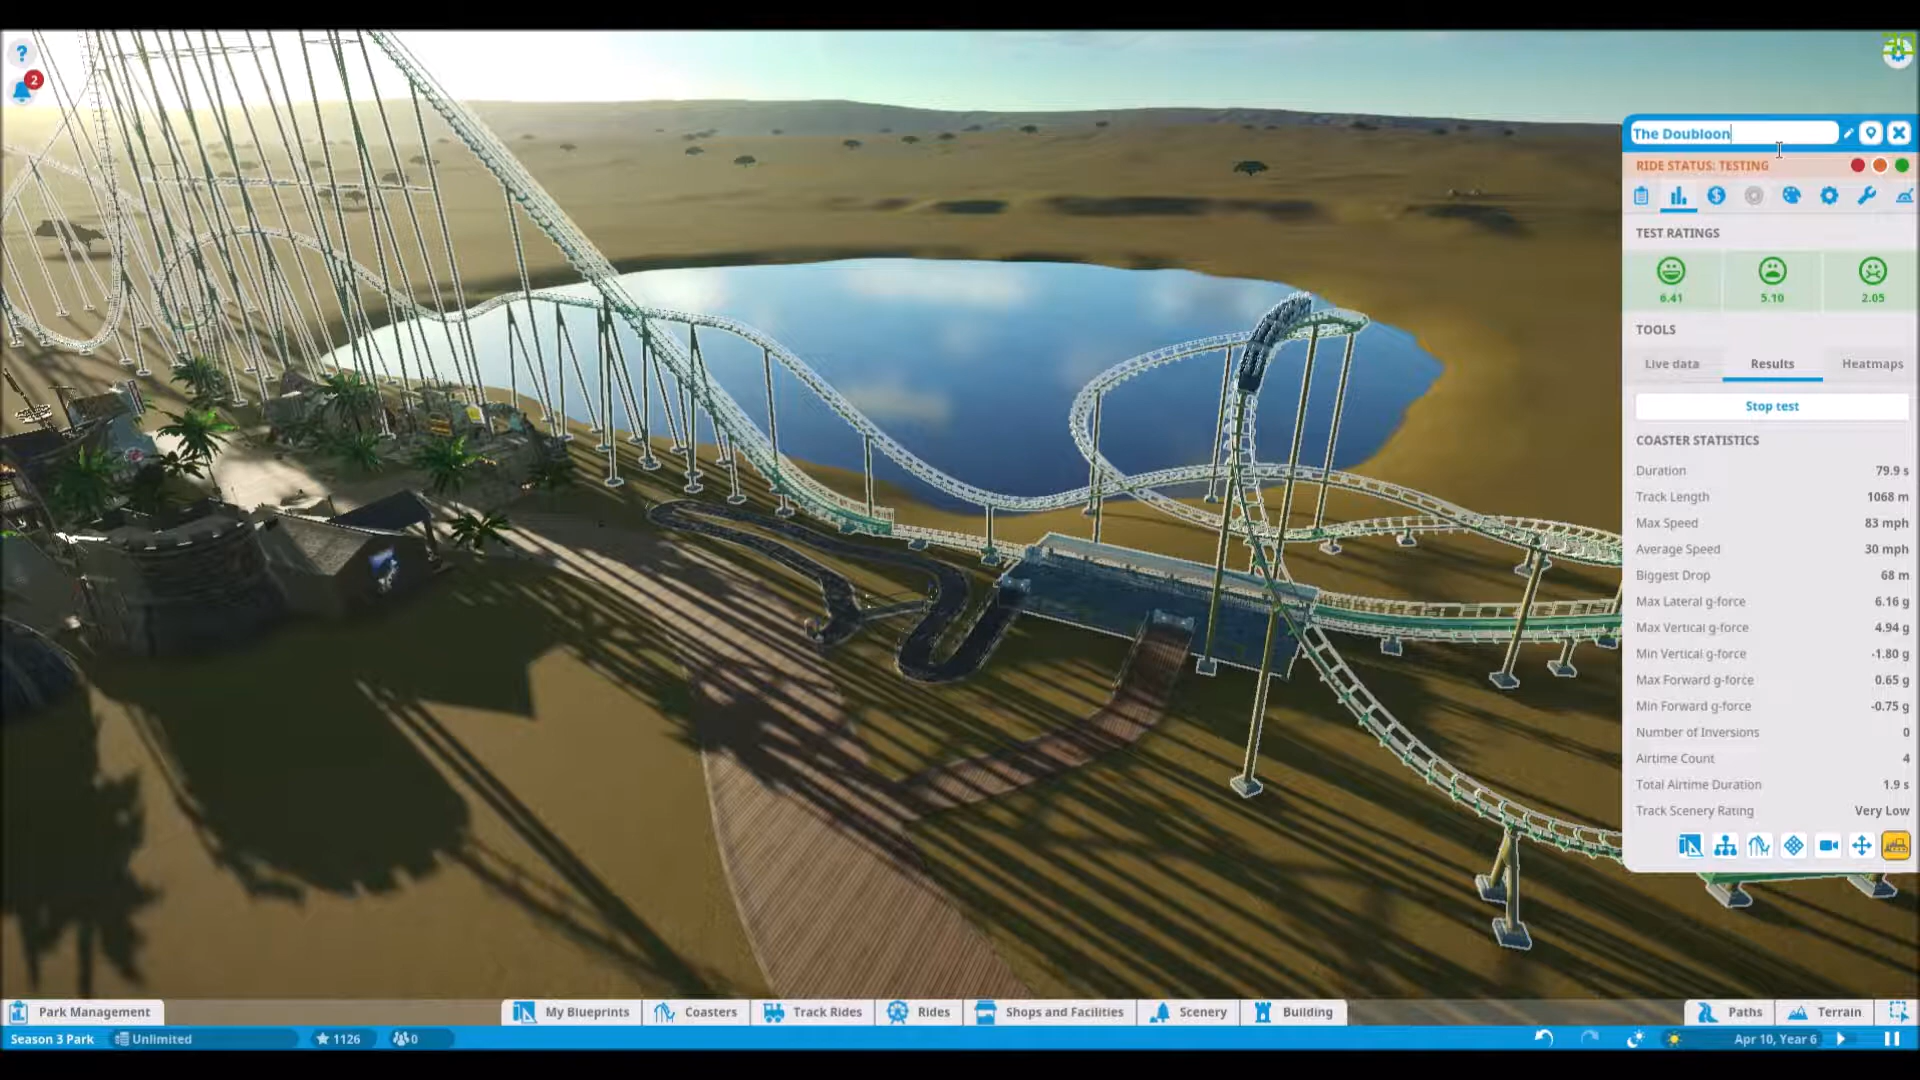 ?
2
The Doubloon
RIDE STATUS: TESTING
TEST RATINGS
6.41 5.10 2.05
TOOLS
Live data Results Heatmaps
Stop test
COASTER STATISTICS
Duration 79.9 s
Track Length 1068 m
Max Speed 83 mph
Average Speed 30 mph
Biggest Drop 68 m
Max Lateral g-force 6.16 g
Max Vertical g-force 4.94 g
Min Vertical g-force -1.80 g
Max Forward g-force 0.65 g
Min Forward g-force -0.75 g
Number of Inversions 0
Airtime Count 4
Total Airtime Duration 1.9 s
Track Scenery Rating Very Low
Park Management My Blueprints Coasters Track Rides Rides Shops and Facilities Scenery Building Paths Terrain
Season 3 Park Unlimited 1126 0 Apr 10, Year 6